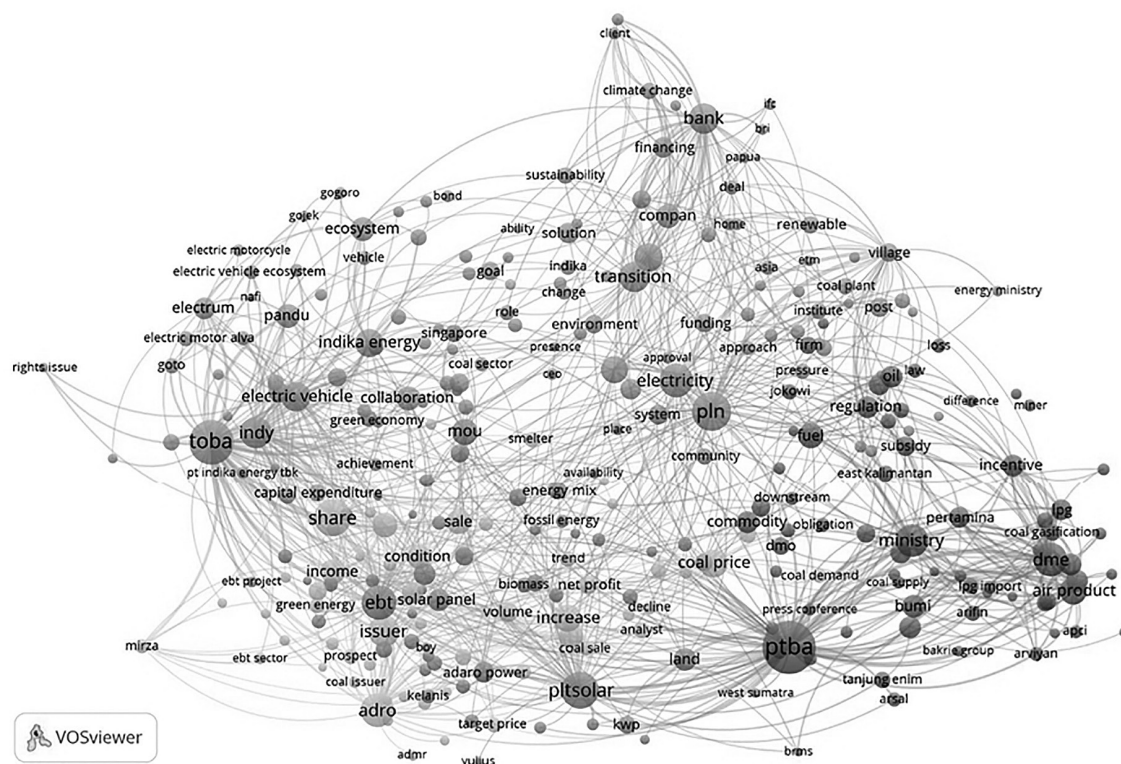 client
climate change
ifc
bank
bri
financing
papua
sustainability
deal
gogoro
bond
gojek
compan
home
renewable
ecosystem
ability
solution
electric motorcycle
vehicle
village
electric vehicle ecosystem
goal
indika
transition
asia
etm
coal plant
nafi
change
energy ministry
electrum
pandu
role
institute
post
environment
funding
electric motor alva
indika energy
singapore
presence
approach
firm
loss
goto
coal sector
approval
rights issue
ceo
electricity
pressure
oil
law
electric vehicle
collaboration
jokowi
difference
green economy
system
pln
regulation
miner
toba
indy
mou
smelter
place
fuel
subsidy
pt indika energy tbk
achievement
community
availability
east kalimantan
incentive
capital expenditure
energy mix
downstream
share
sale
fossil energy
commodity
obligation
pertamina
lpg
coal gasification
ministry
dmo
condition
trend
coal price
dme
ebt project
income
biomass
net profit
coal demand
coal supply
lpg import
air product
green energy
ebt
solar panel
volume
increase
decline
press conference
bumi
arifin
issuer
analyst
apci
mirza
ebt sector
prospect
boy
coal sale
ptba
bakrie group
arviyan
coal issuer
adaro power
land
kelanis
pltsolar
west sumatra
tanjung enim
adro
arsal
target price
kwp
admr
yulius
brms
VOSviewer